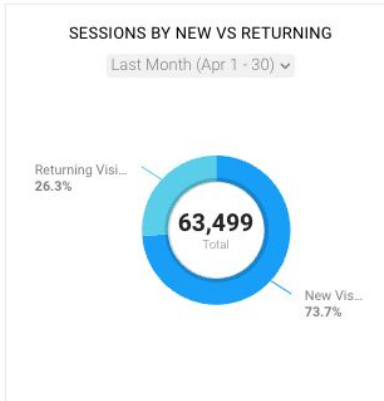 SESSIONS BY NEW VS RETURNING
Last Month (Apr 1 - 30)
Returning Visi...
26.3%
63,499
Total
New Vis...
73.7%